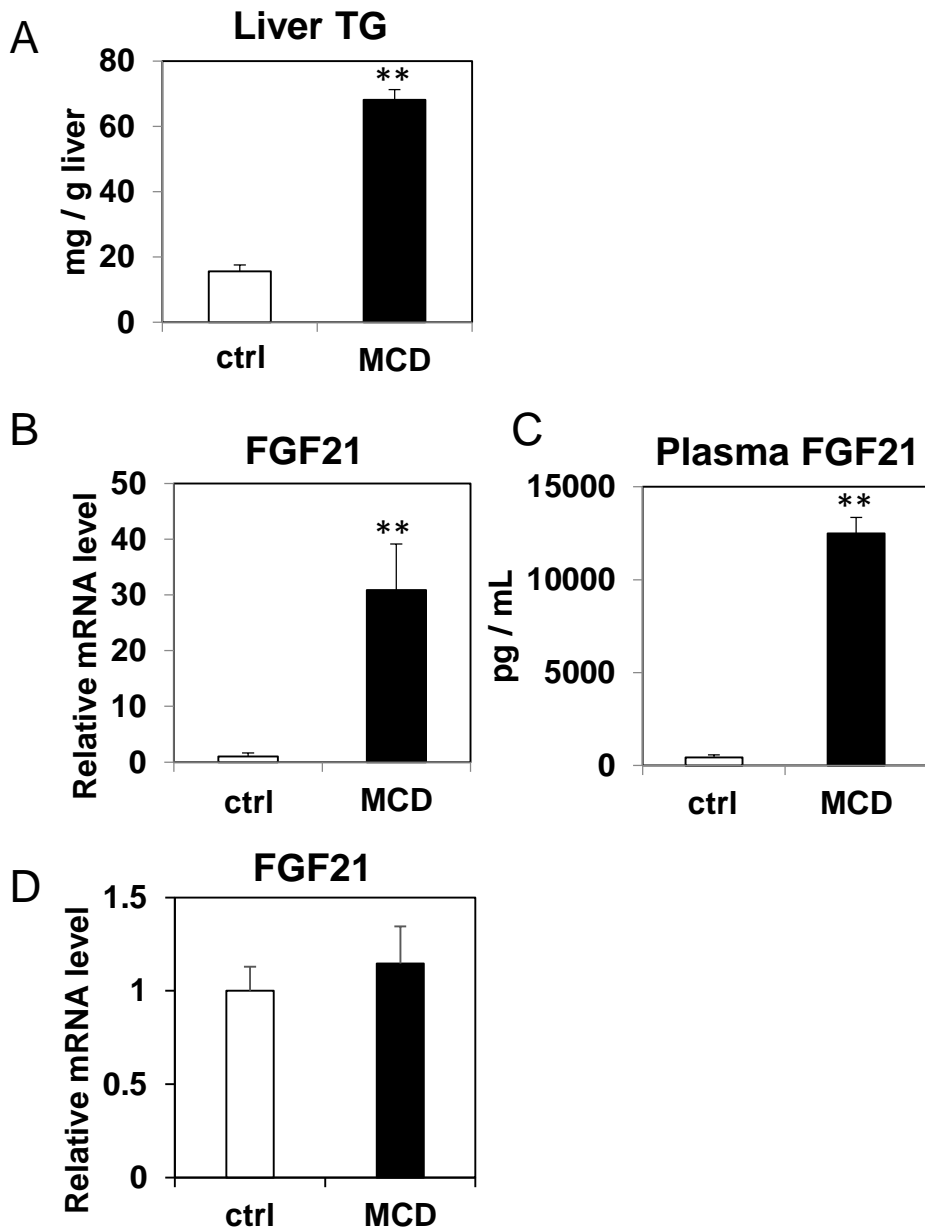 A
Liver TG
mg / g liver
80
60
40
20
0
**
ctrl
MCD
B
FGF21
Relative mRNA level
50
40
30
20
10
0
**
ctrl
MCD
C
Plasma FGF21
pg / mL
15000
10000
5000
0
**
ctrl
MCD
D
FGF21
Relative mRNA level
1.5
1
0.5
0
ctrl
MCD